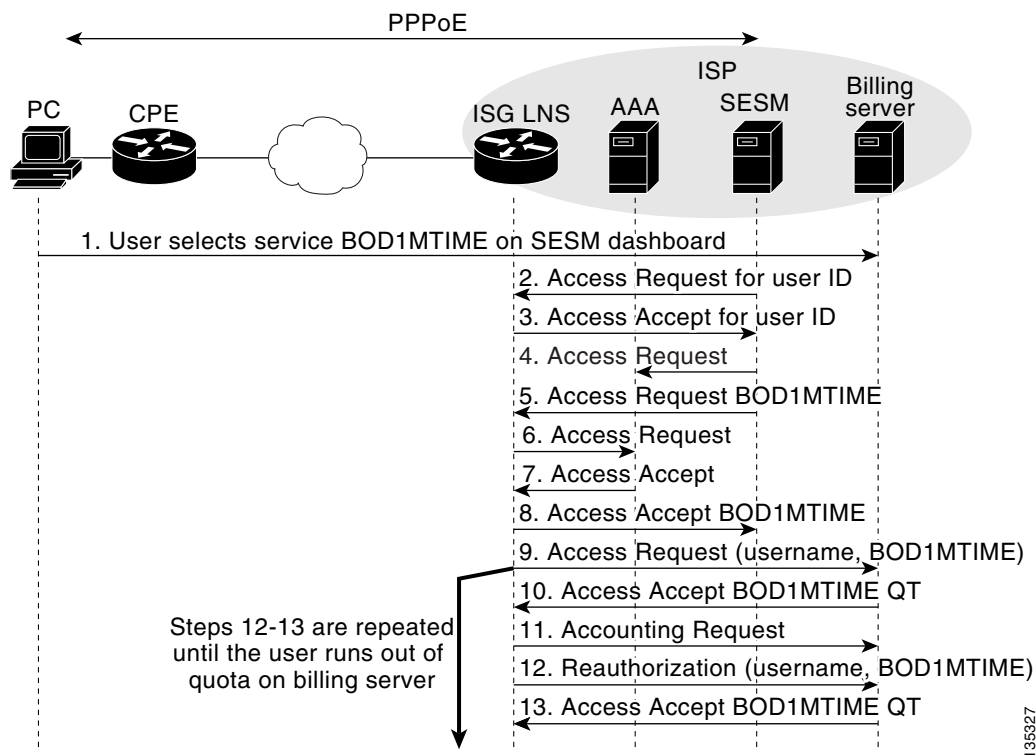 PPPoE
ISP
PC
CPE
ISG LNS
AAA
SESM
Billing
server
1. User selects service BOD1MTIME on SESM dashboard
2. Access Request for user ID
3. Access Accept for user ID
4. Access Request
5. Access Request BOD1MTIME
6. Access Request
7. Access Accept
8. Access Accept BOD1MTIME
9. Access Request (username, BOD1MTIME)
10. Access Accept BOD1MTIME QT
Steps 12-13 are repeated
until the user runs out of
quota on billing server
11. Accounting Request
12. Reauthorization (username, BOD1MTIME)
13. Access Accept BOD1MTIME QT
135327